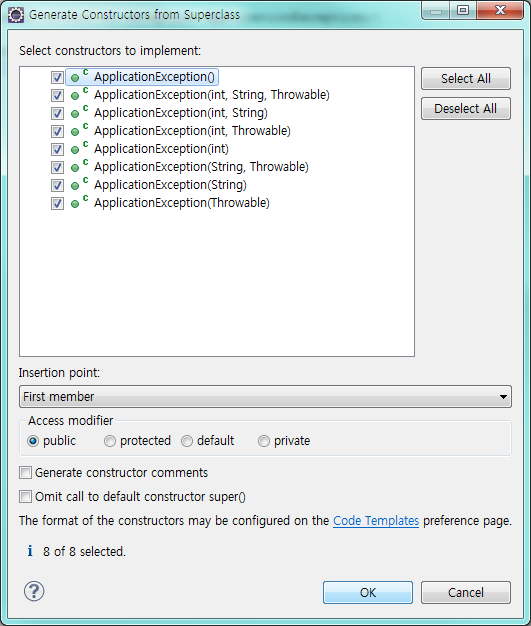 Generate Constructors from Superclass
Select constructors to implement:
ApplicationException()
ApplicationException(int, String, Throwable)
ApplicationException(int, String)
ApplicationException(int, Throwable)
ApplicationException(int)
ApplicationException(String, Throwable)
ApplicationException(String)
ApplicationException(Throwable)
Select All
Deselect All
Insertion point:
First member
Access modifier
public protected default private
Generate constructor comments
Omit call to default constructor super()
The format of the constructors may be configured on the Code Templates preference page.
8 of 8 selected.
OK Cancel